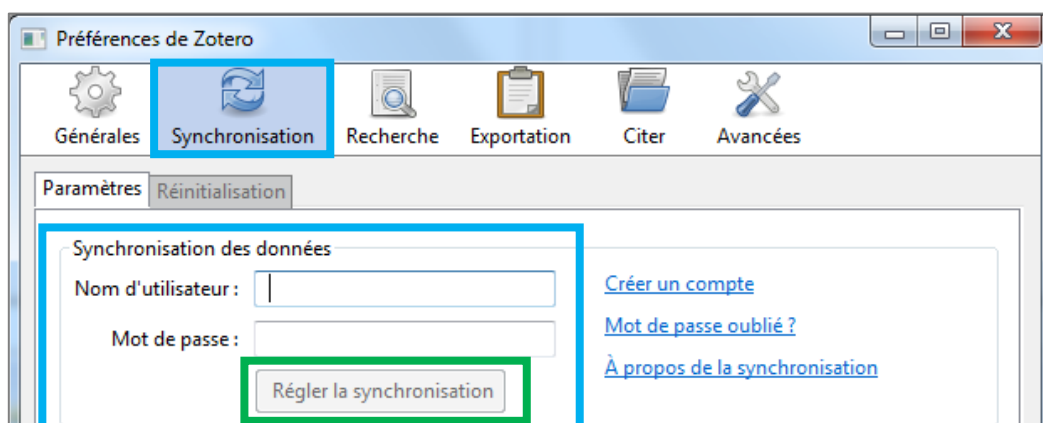 Préférences de Zotero
Générales Synchronisation Recherche Exportation Citer Avancées
Paramètres Réinitialisation
Synchronisation des données
Nom d'utilisateur :
Créer un compte
Mot de passe :
Mot de passe oublié ?
À propos de la synchronisation
Régler la synchronisation